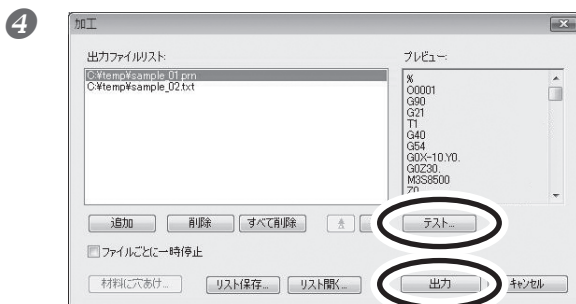 4
加工
出力ファイルリスト:
C:¥temp¥sample_01.prn
C:¥temp¥sample_02.txt
プレビュー:
%
O0001
G90
G21
T1
G40
G54
G0X-10.Y0.
G0Z30.
M3S8500
Z0.
追加 削除 すべて削除 テスト...
ファイルごとに一時停止
材料に穴あけ... リスト保存... リスト開く... 出力 キャンセル